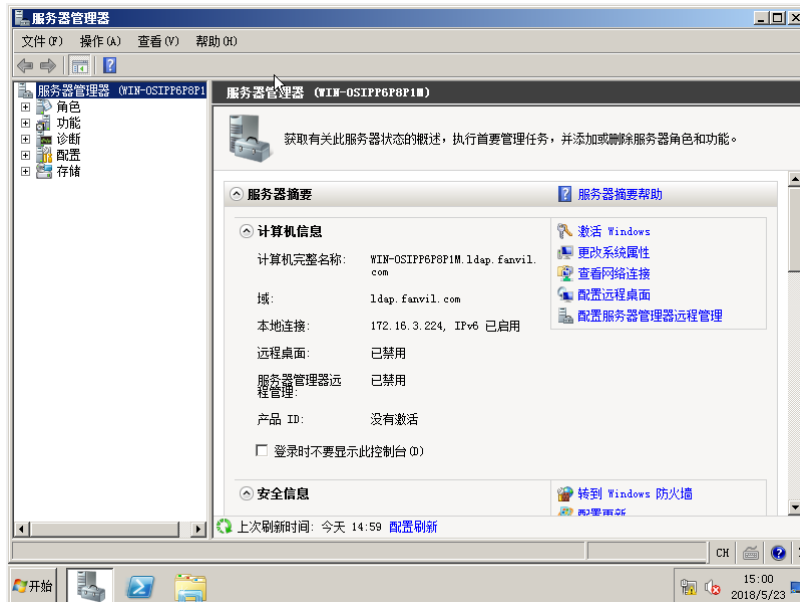 服务器管理器
文件(F) 操作(A) 查看(V) 帮助(H)
服务器管理器 (WIN-OSIPP6P8P1
角色
功能
诊断
配置
存储
服务器管理器 (WIN-OSIPP6P8P1M)
获取有关此服务器状态的概述，执行首要管理任务，并添加或删除服务器角色和功能。
服务器摘要
服务器摘要帮助
计算机信息
计算机完整名称: WIN-OSIPP6P8P1M.ldap.fanvil.
com
域: ldap.fanvil.com
本地连接: 172.16.3.224, IPv6 已启用
远程桌面: 已禁用
服务器管理器远 已禁用
程管理:
产品 ID: 没有激活
登录时不要显示此控制台(D)
激活 Windows
更改系统属性
查看网络连接
配置远程桌面
配置服务器管理器远程管理
安全信息
转到 Windows 防火墙
配置更新
上次刷新时间: 今天 14:59 配置刷新
CH
开始
15:00
2018/5/23